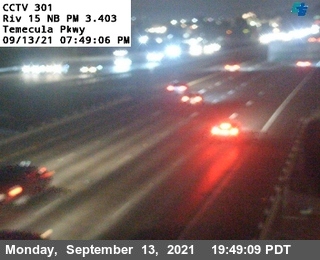 CCTV 301
Riv 15 NB PM 3.403
Temecula Pkwy
09/13/21 07:49:06 PM
Monday, September 13, 2021 19:49:09 PDT